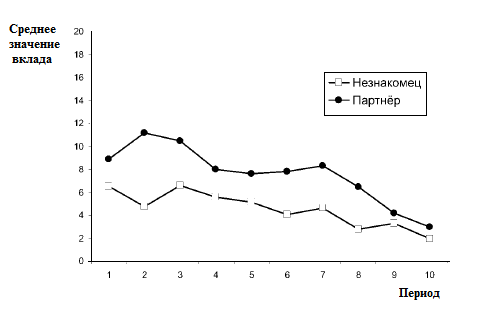 Среднее
значение
вклада
20
18
16
14
12
10
8
6
4
2
0
Незнакомец
Партнёр
1 2 3 4 5 6 7 8 9 10
Период